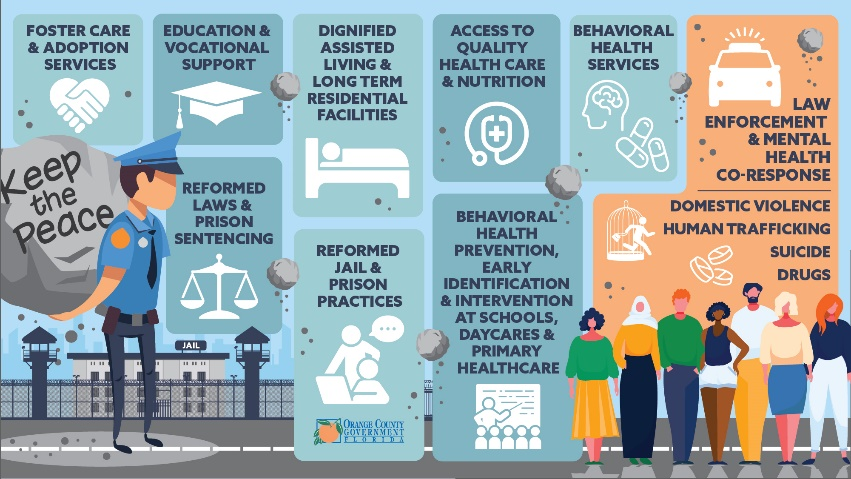 FOSTER CARE
& ADOPTION
SERVICES
EDUCATION &
VOCATIONAL
SUPPORT
DIGNIFIED
ASSISTED
LIVING &
LONG TERM
RESIDENTIAL
FACILITIES
ACCESS TO
QUALITY
HEALTH CARE
& NUTRITION
BEHAVIORAL
HEALTH
SERVICES
LAW
ENFORCEMENT
& MENTAL
HEALTH
CO-RESPONSE
DOMESTIC VIOLENCE
HUMAN TRAFFICKING
SUICIDE
DRUGS
Keep
the
Peace
REFORMED
LAWS &
PRISON
SENTENCING
REFORMED
JAIL &
PRISON
PRACTICES
BEHAVIORAL
HEALTH
PREVENTION,
EARLY
IDENTIFICATION
& INTERVENTION
AT SCHOOLS,
DAYCARES &
PRIMARY
HEALTHCARE
JAIL
ORANGE COUNTY
GOVERNMENT
FLORIDA